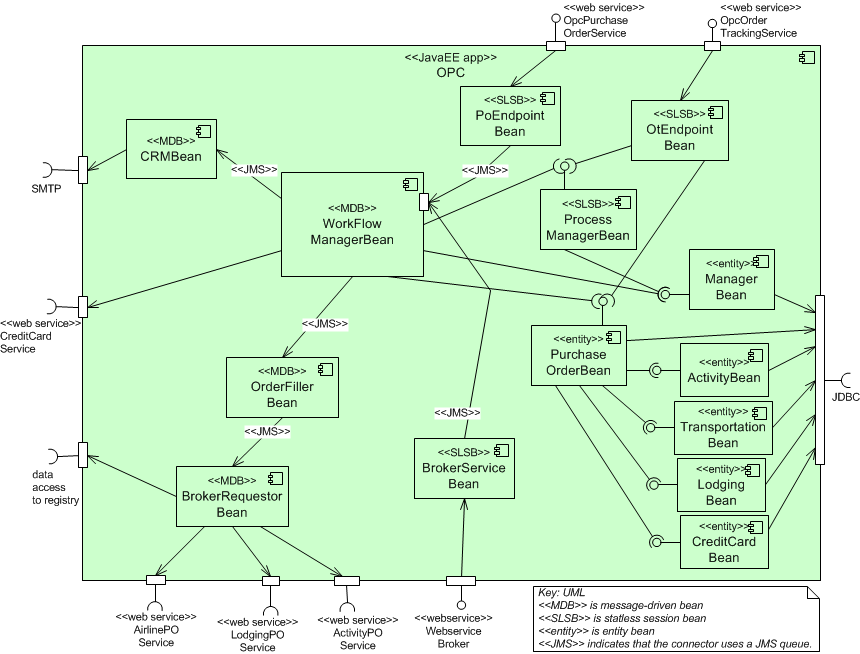 <<web service>>
OpcPurchase
OrderService
<<web service>>
OpcOrder
TrackingService
<<JavaEE app>>
OPC
<<SLSB>>
PoEndpoint
Bean
<<SLSB>>
OtEndpoint
Bean
<<MDB>>
CRMBean
<<JMS>>
<<JMS>>
SMTP
<<MDB>>
WorkFlow
ManagerBean
<<SLSB>>
Process
ManagerBean
<<entity>>
Manager
Bean
<<web service>>
CreditCard
Service
<<JMS>>
<<entity>>
Purchase
OrderBean
<<MDB>>
OrderFiller
Bean
<<entity>>
ActivityBean
JDBC
<<JMS>>
<<JMS>>
<<entity>>
Transportation
Bean
<<SLSB>>
BrokerService
Bean
<<entity>>
Lodging
Bean
data
access
to registry
<<MDB>>
BrokerRequestor
Bean
<<entity>>
CreditCard
Bean
<<web service>>
AirlinePO
Service
<<web service>>
LodgingPO
Service
<<web service>>
ActivityPO
Service
<<webservice>>
Webservice
Broker
Key: UML
<<MDB>> is message-driven bean
<<SLSB>> is statless session bean
<<entity>> is entity bean
<<JMS>> indicates that the connector uses a JMS queue.